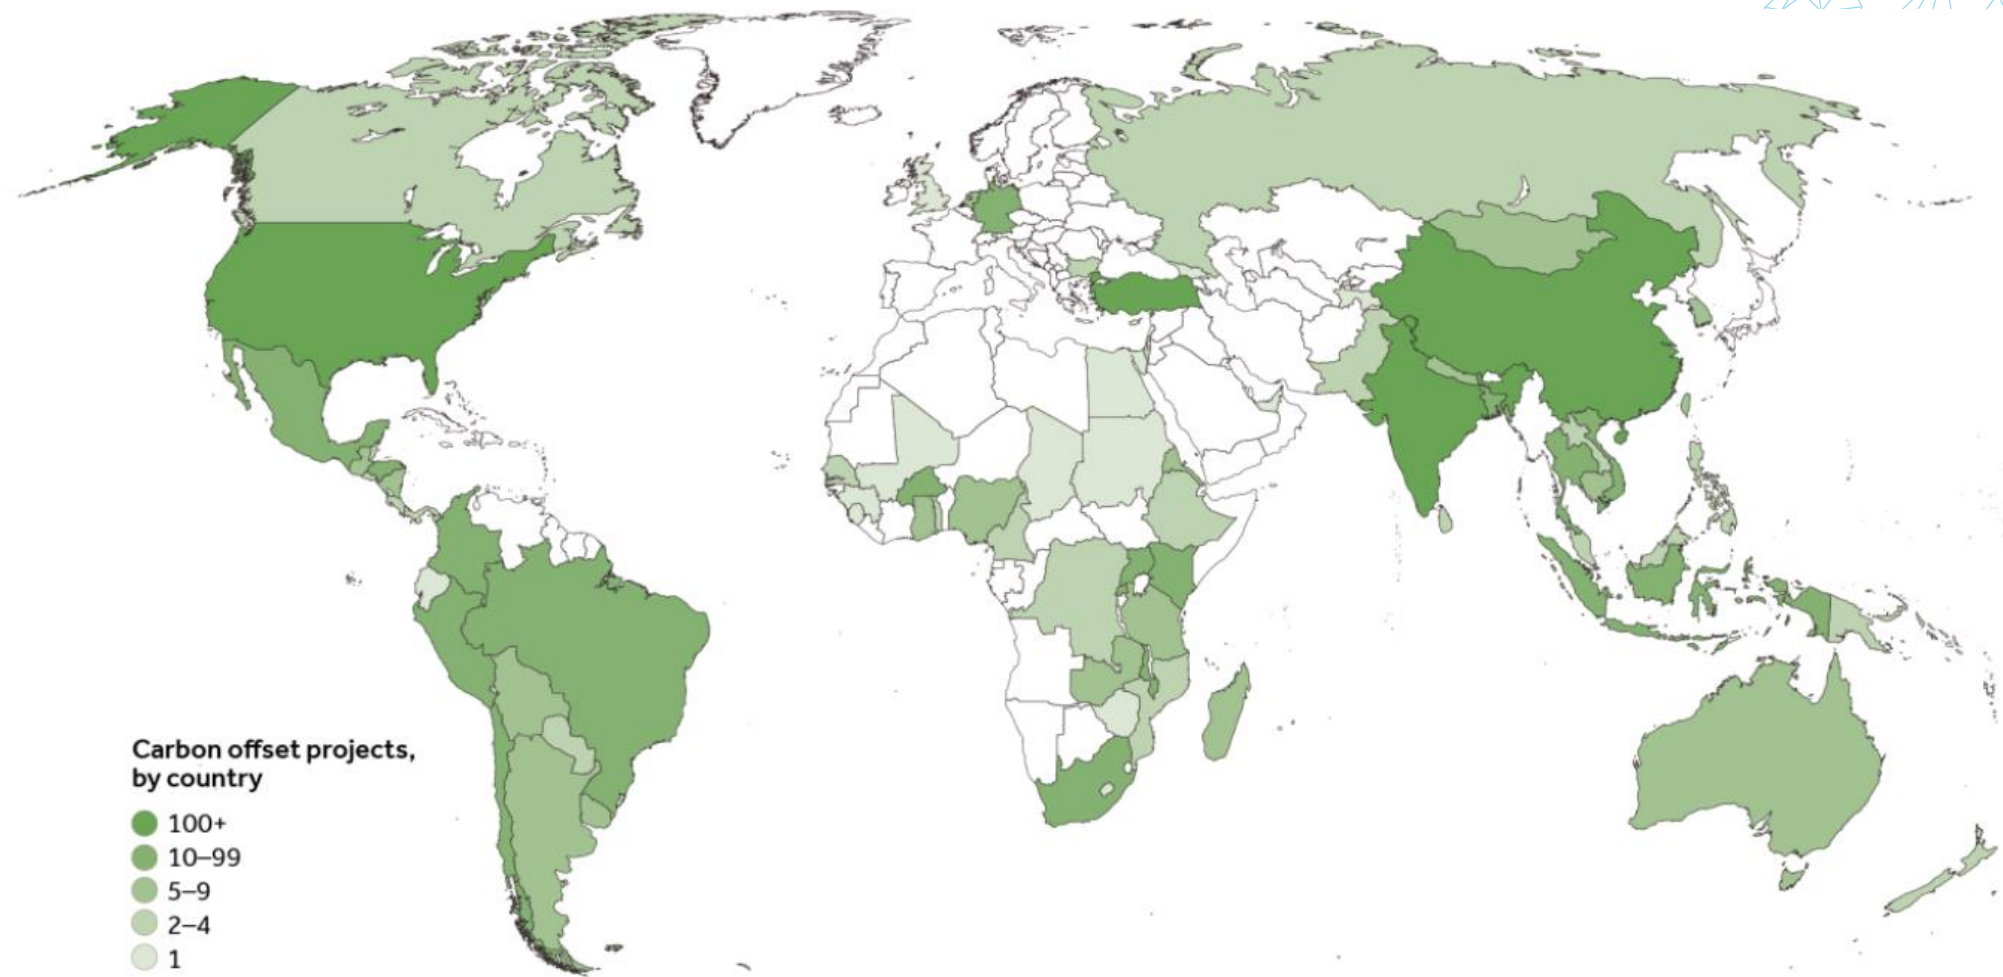 Carbon offset projects,
by country
100+
10–99
5–9
2–4
1